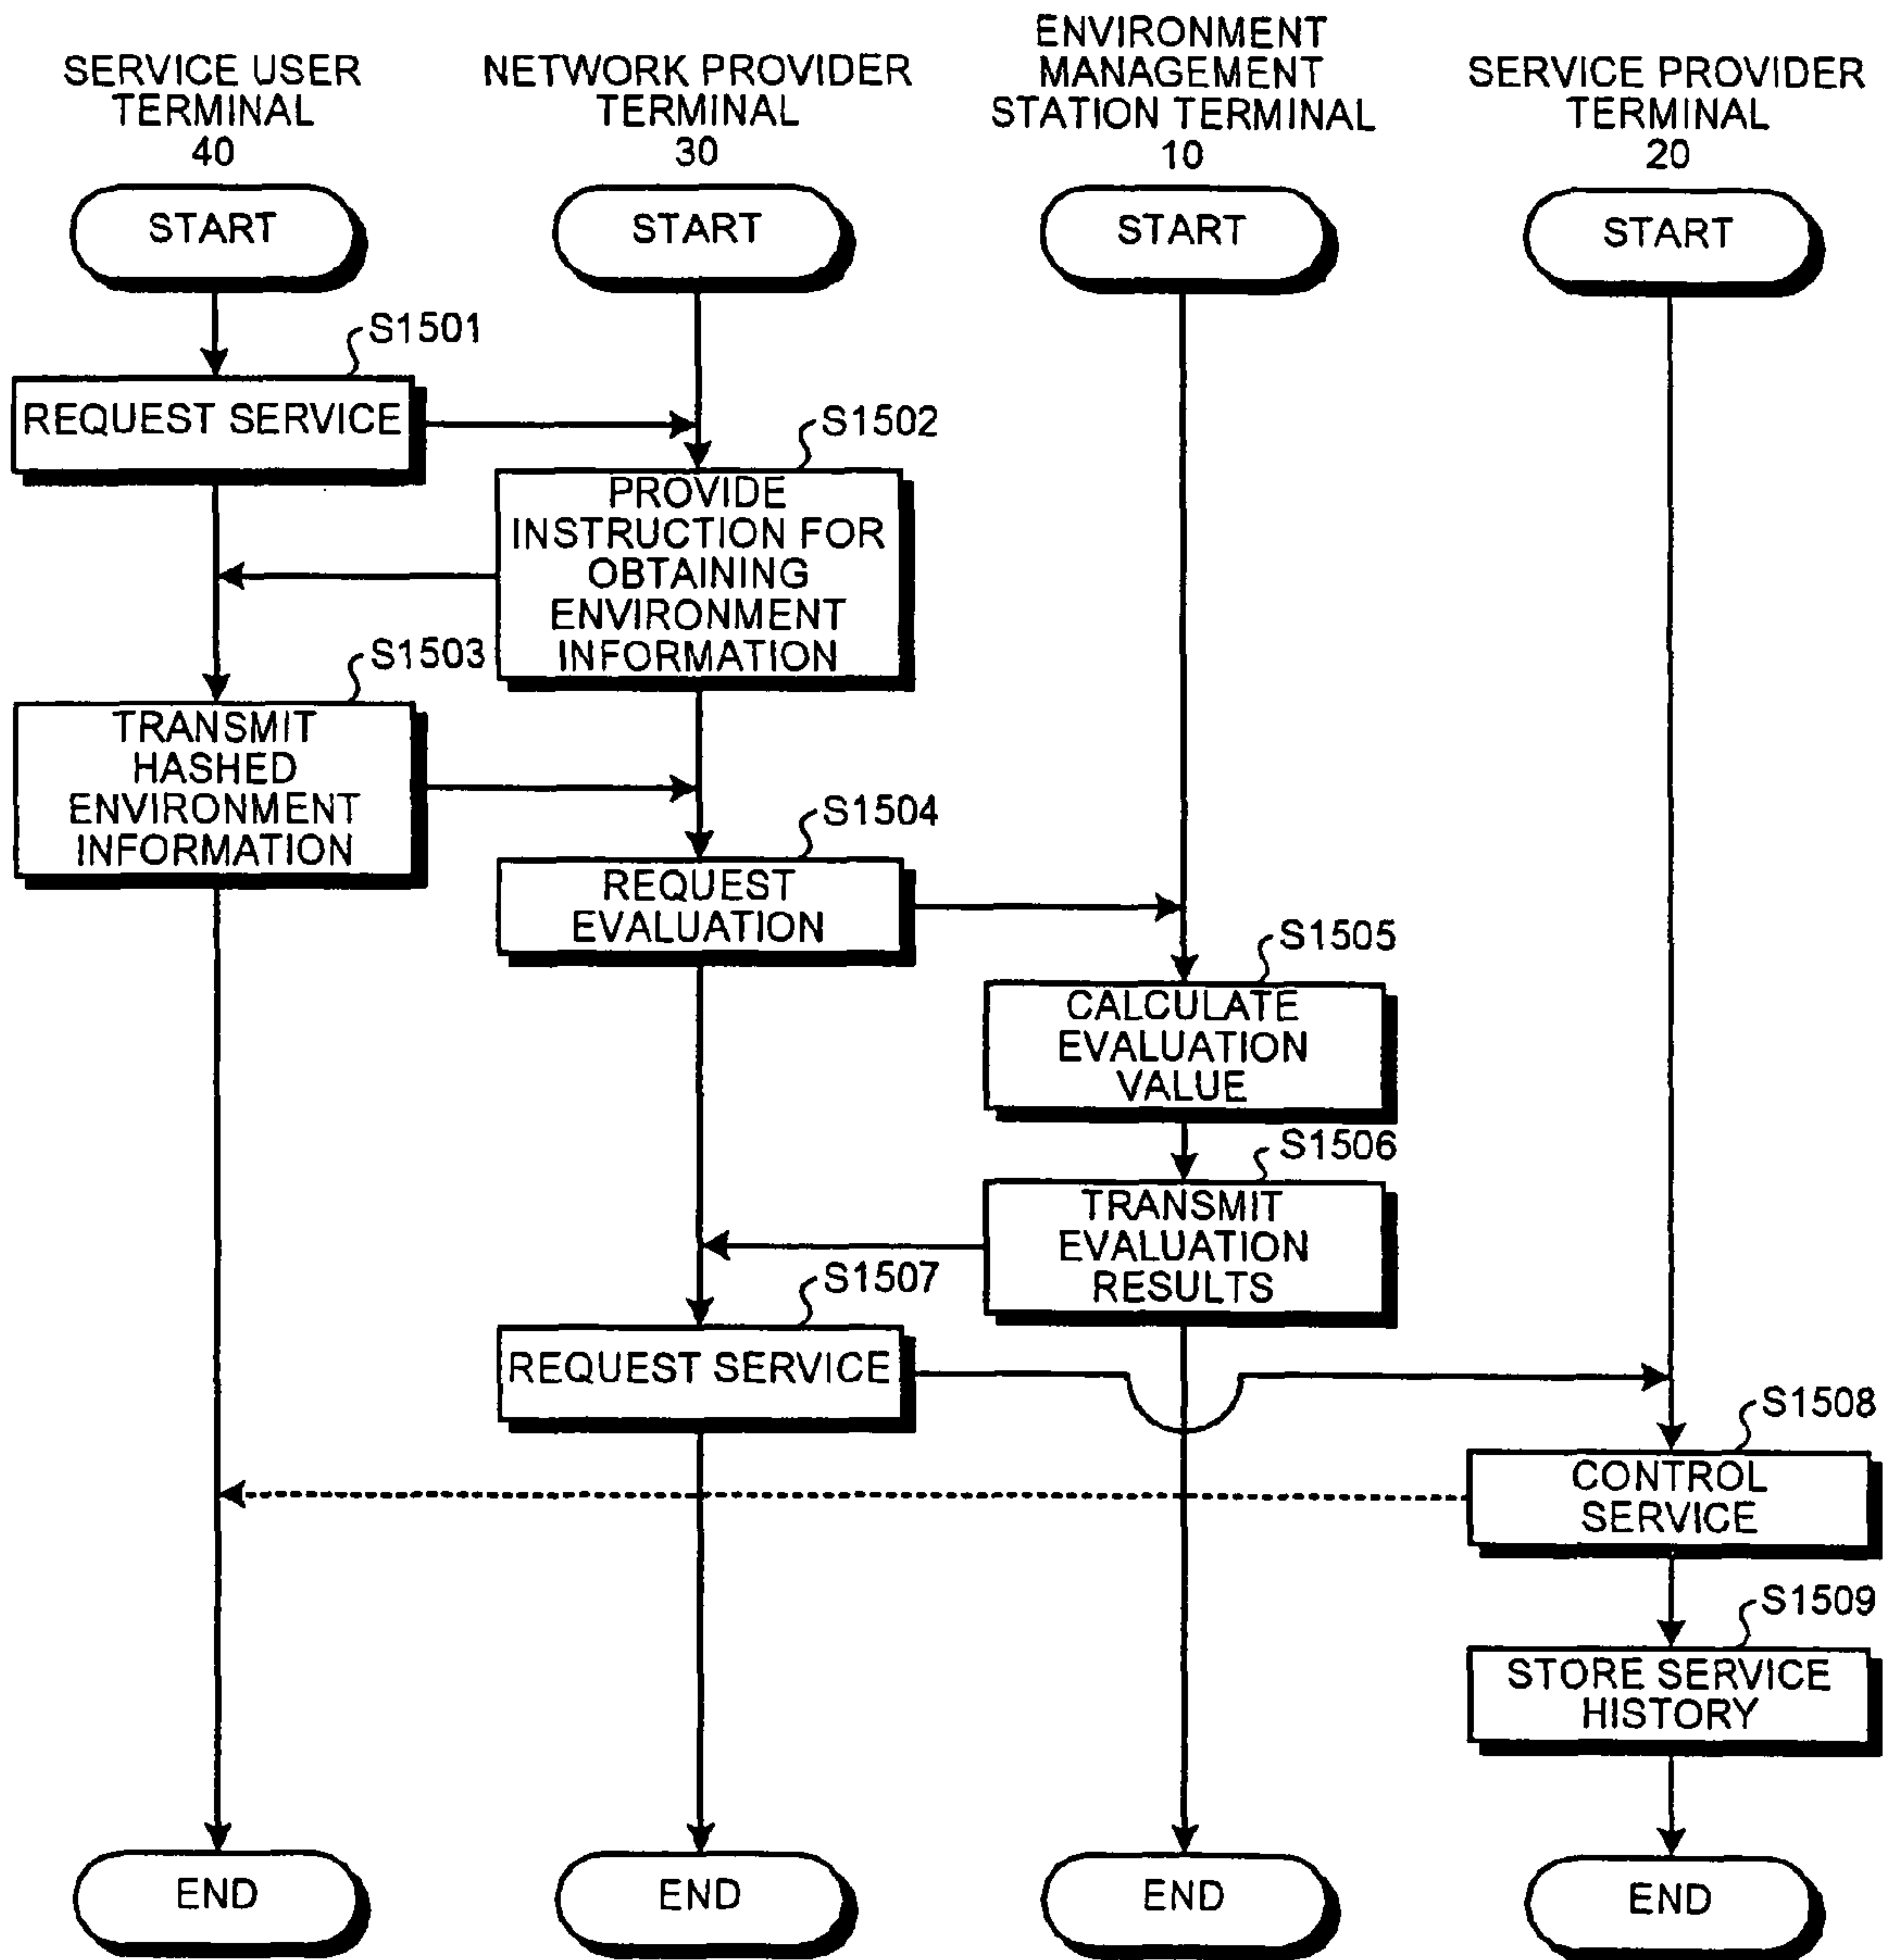 SERVICE USER
TERMINAL
40
NETWORK PROVIDER
TERMINAL
30
ENVIRONMENT
MANAGEMENT
STATION TERMINAL
10
SERVICE PROVIDER
TERMINAL
20
START
START
START
START
S1501
REQUEST SERVICE
S1502
PROVIDE
INSTRUCTION FOR
OBTAINING
ENVIRONMENT
INFORMATION
S1503
TRANSMIT
HASHED
ENVIRONMENT
INFORMATION
S1504
REQUEST
EVALUATION
S1505
CALCULATE
EVALUATION
VALUE
S1506
TRANSMIT
EVALUATION
RESULTS
S1507
REQUEST SERVICE
S1508
CONTROL
SERVICE
S1509
STORE SERVICE
HISTORY
END
END
END
END